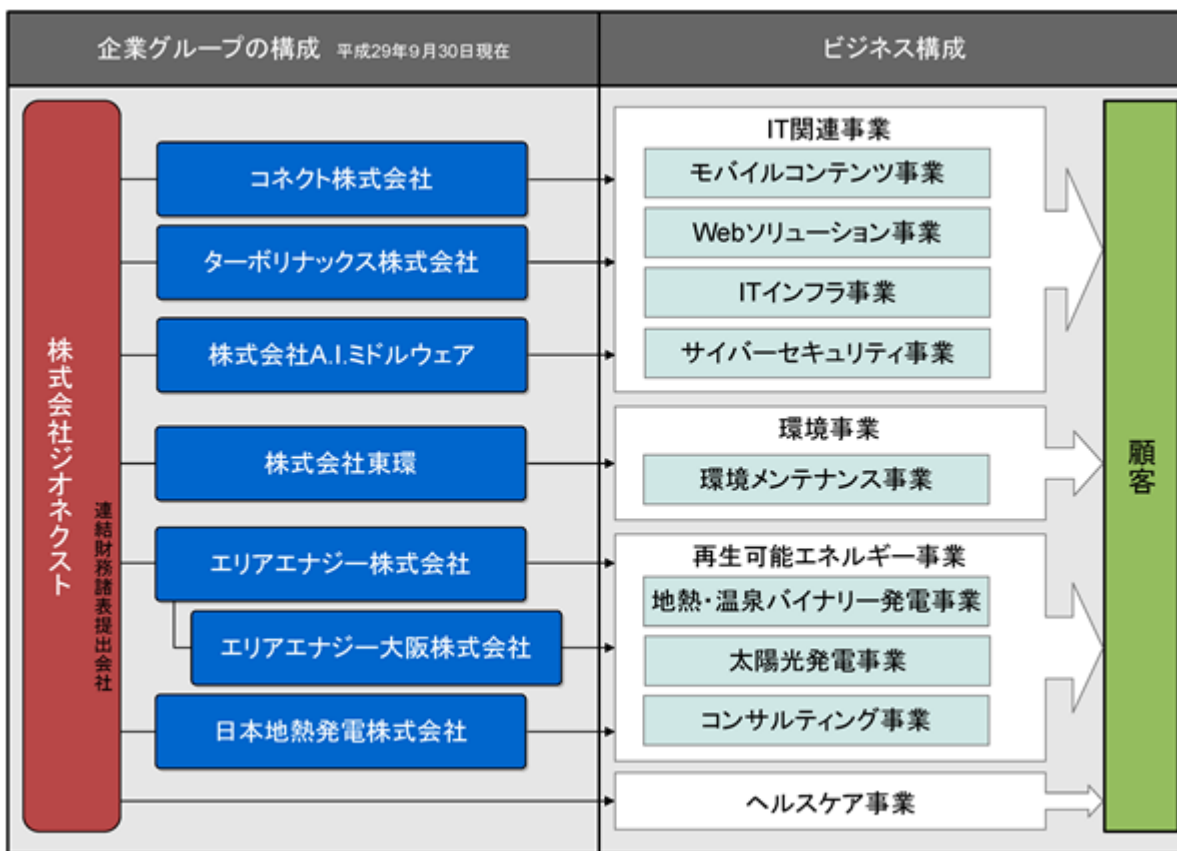 企業グループの構成 平成29年9月30日現在
ビジネス構成
株式会社ジオネクスト
連結財務諸表提出会社
コネクト株式会社
ターボリナックス株式会社
株式会社A.I.ミドルウェア
株式会社東環
エリアエナジー株式会社
エリアエナジー大阪株式会社
日本地熱発電株式会社
IT関連事業
モバイルコンテンツ事業
Webソリューション事業
ITインフラ事業
サイバーセキュリティ事業
環境事業
環境メンテナンス事業
再生可能エネルギー事業
地熱・温泉バイナリー発電事業
太陽光発電事業
コンサルティング事業
ヘルスケア事業
顧客